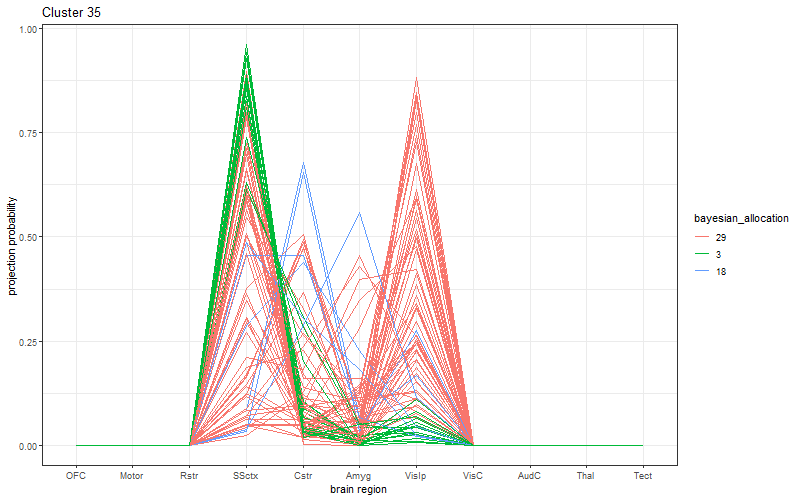 Cluster 35
1.00
0.75
0.50
0.25
0.00
projection probability
OFC Motor Rstr SSctx Cstr Amyg VisIp VisC AudC Thal Tect
brain region
bayesian_allocation
29
3
18